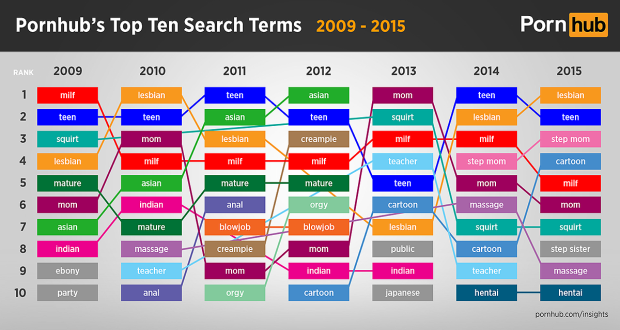 Pornhub's Top Ten Search Terms 2009 - 2015 Pornhub
RANK 2009 2010 2011 2012 2013 2014 2015
1 milf lesbian teen asian mom teen lesbian
2 teen teen asian teen squirt lesbian teen
3 squirt mom lesbian creampie milf milf step mom
4 lesbian milf milf milf teacher step mom cartoon
5 mature asian mature mature teen mom milf
6 mom indian anal orgy cartoon massage mom
7 asian mature blowjob blowjob lesbian squirt squirt
8 indian massage creampie mom public cartoon step sister
9 ebony teacher mom indian indian teacher massage
10 party anal orgy cartoon japanese hentai hentai
pornhub.com/insights